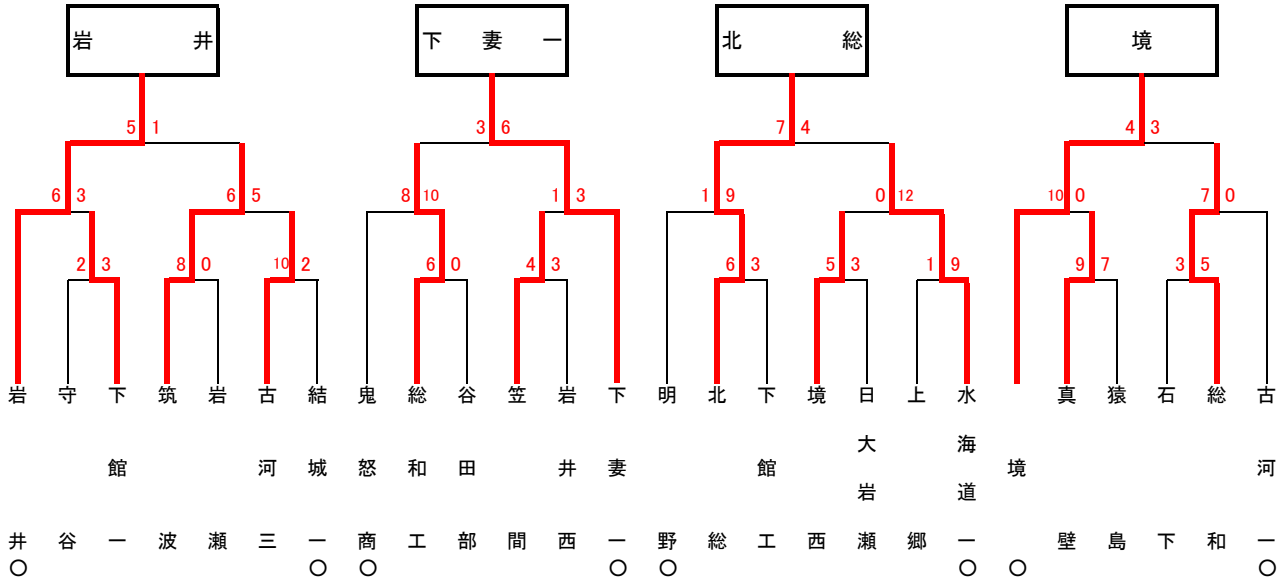 岩井 下妻一 北総 境
5 1 3 6 7 4 4 3
6 3 6 5 8 10 1 3 1 9 0 12 10 0 7 0
2 3 8 0 10 2 6 0 4 3 6 3 5 3 1 9 9 7 3 5
岩井 守谷 下館一 筑波 岩瀬 古河三 結城一 鬼怒商 総和工 谷田部 笠間 岩井西 下妻一 明野 北総 下館工 境西 日大岩瀬 上郷 水海道一 境 真壁 猿島 石下 総和 古河一
○ ○ ○ ○ ○ ○ ○ ○